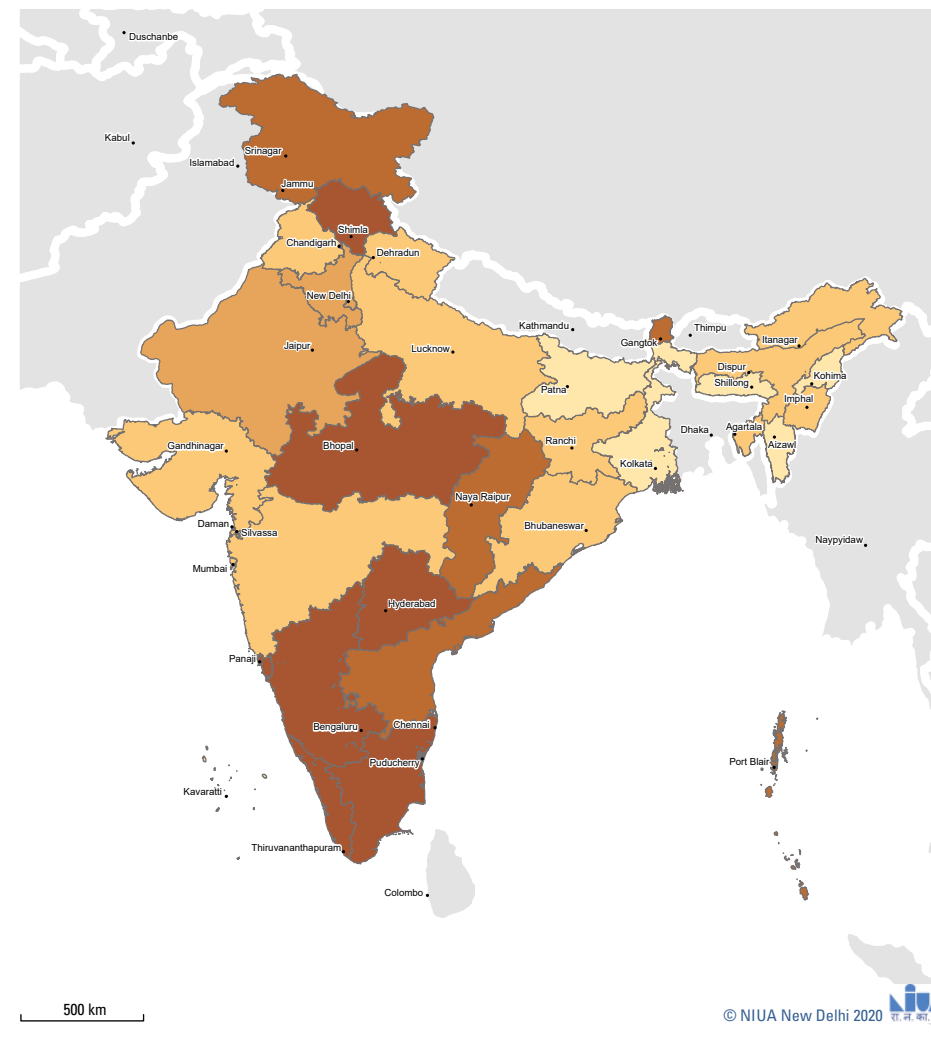 Duschanbe
Kabul
Islamabad
Srinagar
Jammu
Shimla
Chandigarh
Dehradun
New Delhi
Kathmandu
Thimpu
Gangtok
Itanagar
Jaipur
Lucknow
Dispur
Kohima
Shillong
Patna
Imphal
Dhaka
Agartala
Gandhinagar
Bhopal
Ranchi
Aizawl
Kolkata
Naya Raipur
Daman
Silvassa
Bhubaneswar
Naypyidaw
Mumbai
Hyderabad
Panaji
Bengaluru
Chennai
Puducherry
Port Blair
Kavaratti
Thiruvananthapuram
Colombo
500 km
© NIUA New Delhi 2020
NIU
रा.न.का.